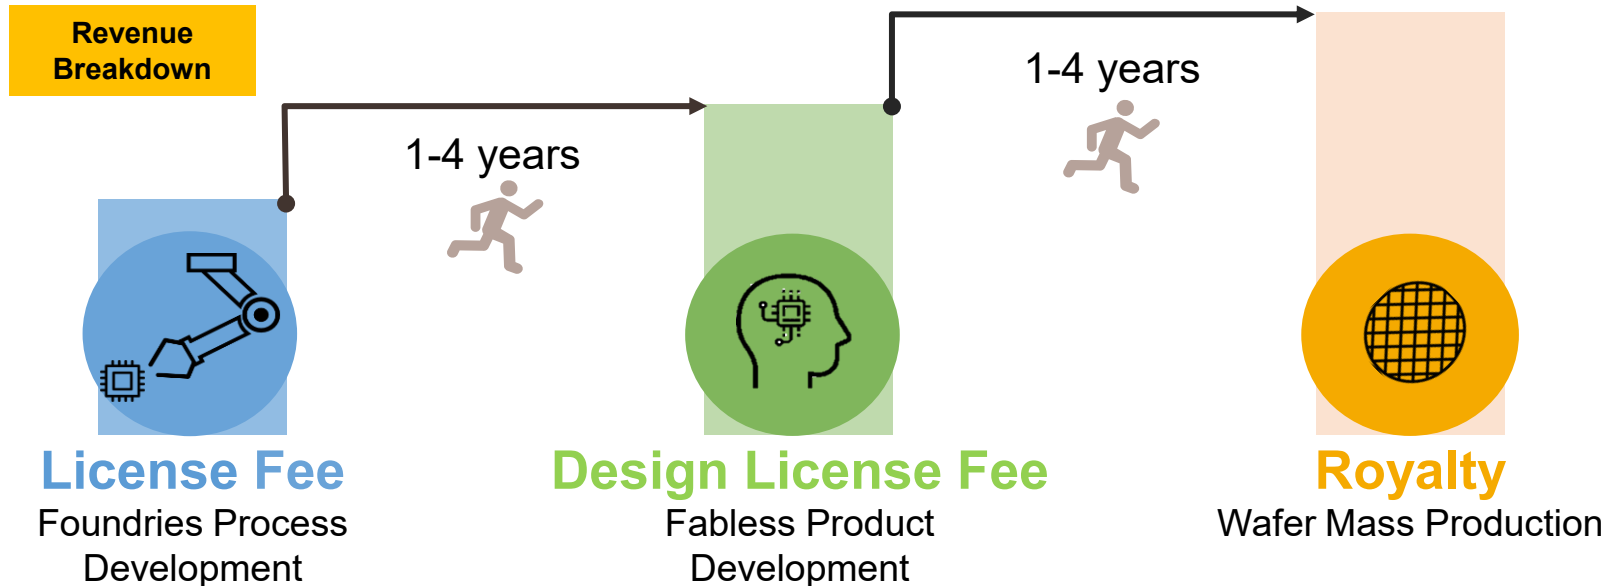 Revenue
Breakdown
1-4 years
1-4 years
License Fee
Foundries Process
Development
Design License Fee
Fabless Product
Development
Royalty
Wafer Mass Production